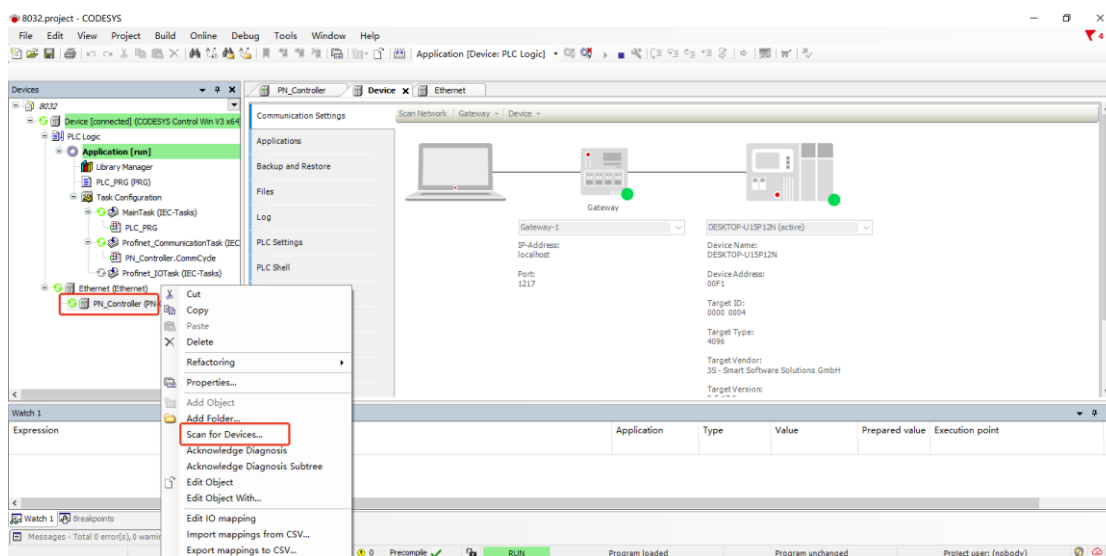 8032.project - CODESYS
File Edit View Project Build Online Debug Tools Window Help
Application [Device: PLC Logic]
4
Devices
PN_Controller
Device
Ethernet
8032
Device [connected] (CODESYS Control Win V3 x64
PLC Logic
Application [run]
Library Manager
PLC_PRG (PRG)
Task Configuration
MainTask (IEC-Tasks)
PLC_PRG
Profinet_CommunicationTask (IEC
PN_Controller.CommCycle
Profinet_IOTask (IEC-Tasks)
Ethernet (Ethernet)
PN_Controller (PN-C
Cut
Copy
Paste
Delete
Refactoring
Properties...
Add Object
Add Folder...
Scan for Devices...
Acknowledge Diagnosis
Acknowledge Diagnosis Subtree
Edit Object
Edit Object With...
Edit IO mapping
Import mappings from CSV...
Export mappings to CSV...
Communication Settings
Applications
Backup and Restore
Files
Log
PLC Settings
PLC Shell
Scan Network Gateway Device
Gateway
Gateway-1
IP-Address:
localhost
Port:
1217
DESKTOP-U15P12N (active)
Device Name:
DESKTOP-U15P12N
Device Address:
00F1
Target ID:
0000 0004
Target Type:
4096
Target Vendor:
3S - Smart Software Solutions GmbH
Target Version:
Watch 1
Expression Application Type Value Prepared value Execution point
Watch 1 Breakpoints
Messages - Total 0 error(s), 0 warni
0 Precompile RUN Program loaded Program unchanged Project user: (nobody)